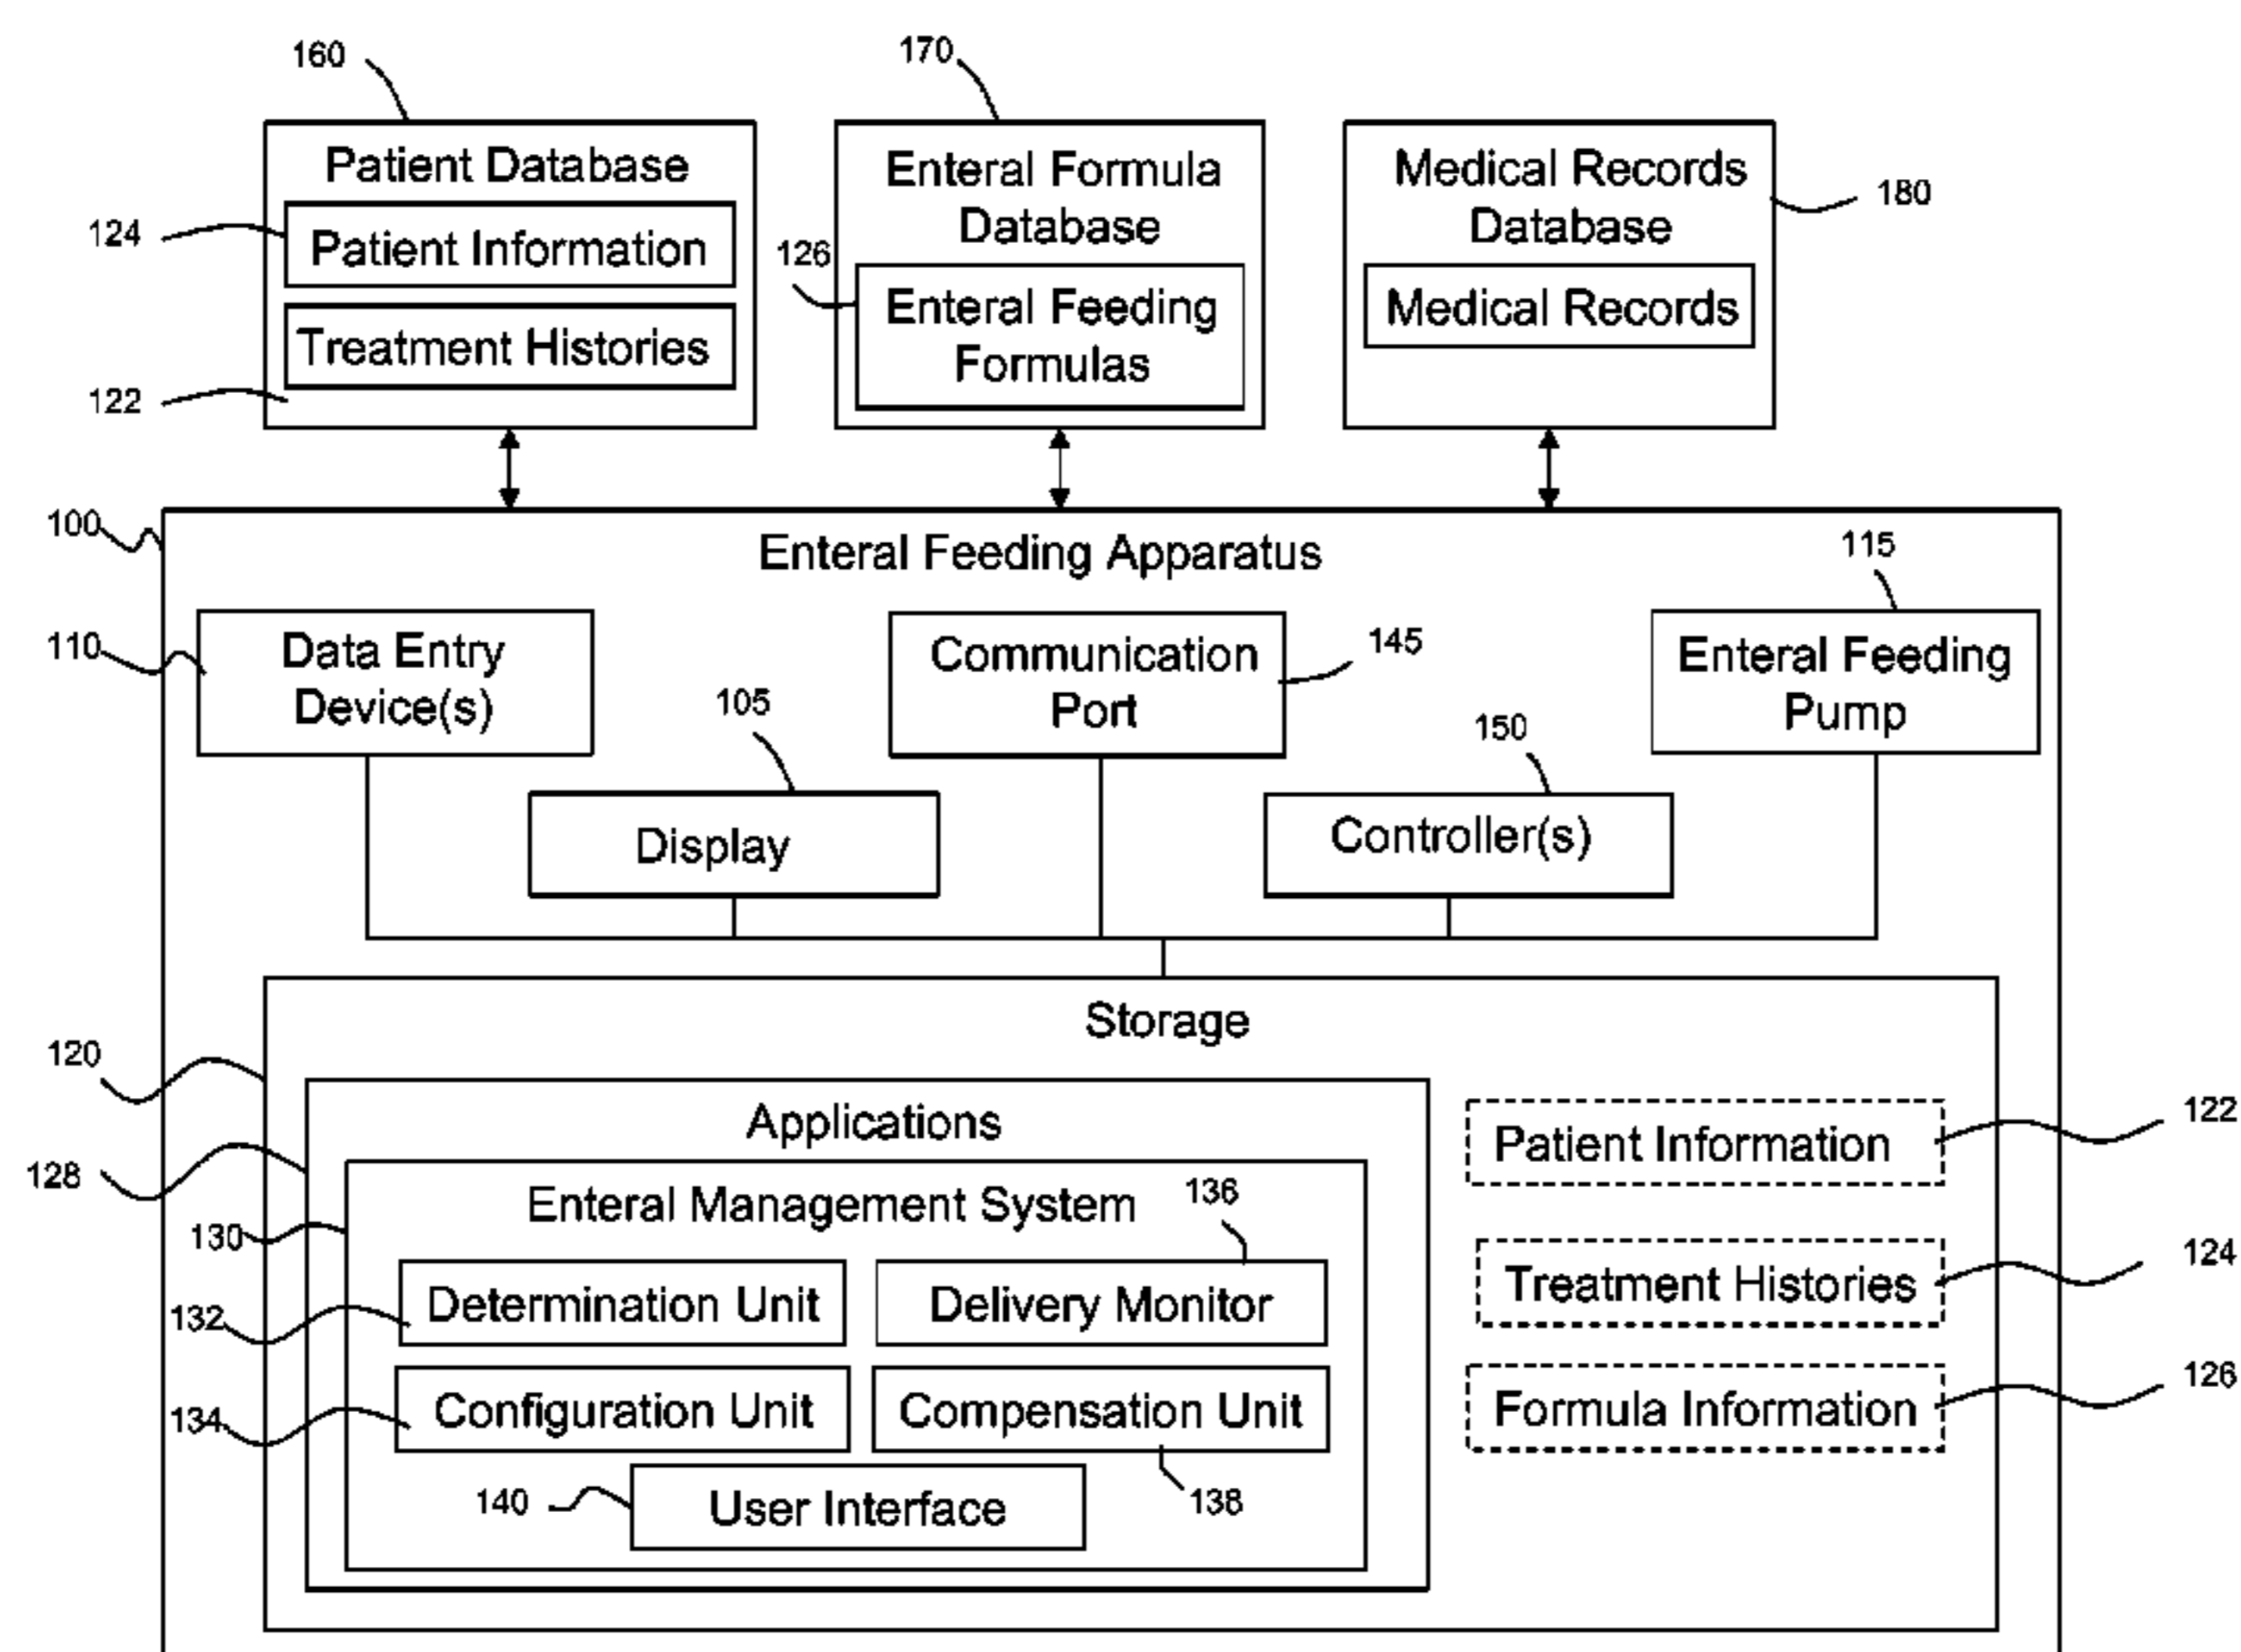 160
170
Patient Database
Enteral Formula
Database
Medical Records
Database
180
124
Patient Information
126
Enteral Feeding
Formulas
Medical Records
Treatment Histories
122
100
Enteral Feeding Apparatus
115
110
Data Entry
Device(s)
Communication
Port
145
Enteral Feeding
Pump
105
150
Display
Controller(s)
Storage
120
Applications
122
Patient Information
128
Enteral Management System
136
130
124
Treatment Histories
Determination Unit
Delivery Monitor
132
126
Formula Information
Configuration Unit
Compensation Unit
134
140
User Interface
138